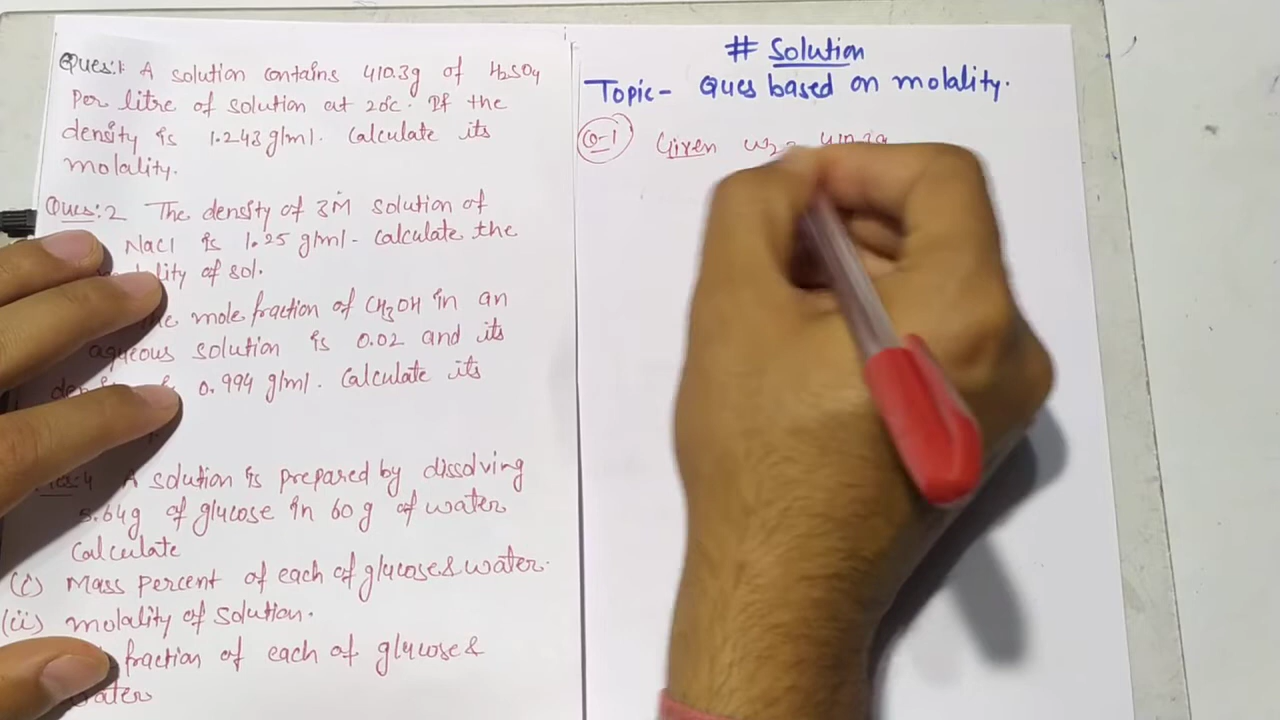 Ques:1 A solution contains 410.3g of H2SO4
Per litre of solution at 20°c. If the
density is 1.243 g/ml. Calculate its
molality.
Ques:2 The density of 3M solution of
NaCl is 1.25 g/ml - Calculate the
of sol.
mole fraction of CH3OH in an
aqueous solution is 0.02 and its
0.994 g/ml. Calculate its
A solution is prepared by dissolving
5.64g of glucose in 60 g of water
Calculate
(i) Mass percent of each of glucose & water.
(ii) molality of solution.
fraction of each of glucose &
water
# Solution
Topic- Ques based on molality.
Q-1 Given